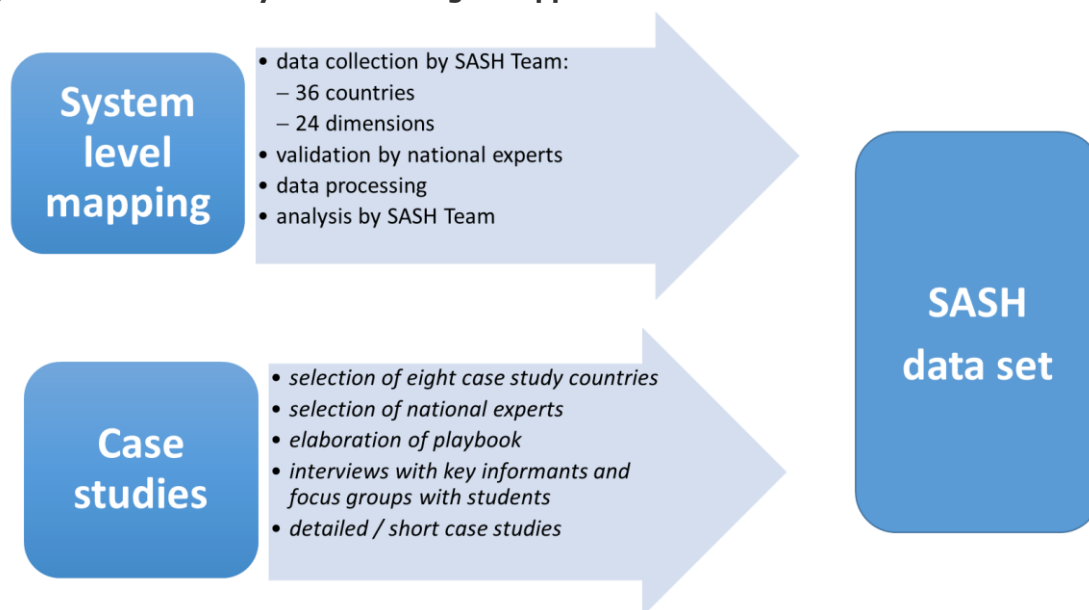 System
level
mapping
• data collection by SASH Team:
– 36 countries
– 24 dimensions
• validation by national experts
• data processing
• analysis by SASH Team
Case
studies
• selection of eight case study countries
• selection of national experts
• elaboration of playbook
• interviews with key informants and
focus groups with students
• detailed / short case studies
SASH
data set